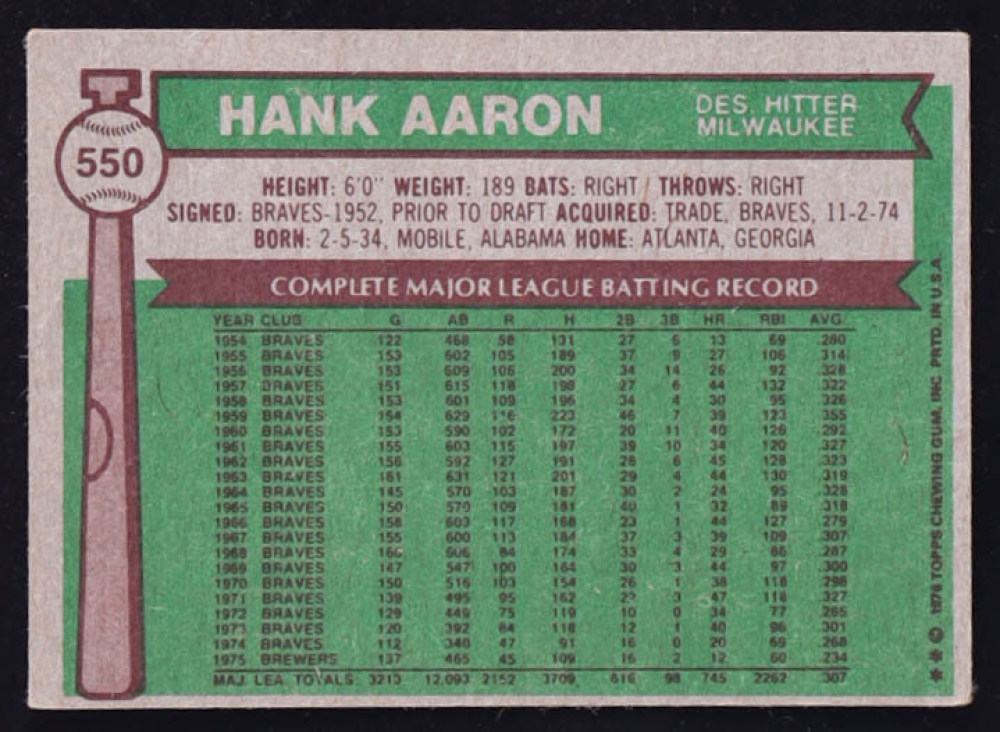 HANK AARON
DES. HITTER
MILWAUKEE
550
HEIGHT: 6'0" WEIGHT: 189 BATS: RIGHT THROWS: RIGHT
SIGNED: BRAVES-1952, PRIOR TO DRAFT ACQUIRED: TRADE, BRAVES, 11-2-74
BORN: 2-5-34, MOBILE, ALABAMA HOME: ATLANTA, GEORGIA
COMPLETE MAJOR LEAGUE BATTING RECORD
YEAR CLUB G AB R H 2B 3B HR RBI AVG.
1954 BRAVES 122 468 58 131 27 6 13 69 280
1955 BRAVES 153 602 105 189 37 9 27 106 314
1956 BRAVES 153 609 106 200 34 14 26 92 328
1957 BRAVES 151 615 118 198 27 6 44 132 322
1958 BRAVES 153 601 109 196 34 4 30 95 326
1959 BRAVES 154 629 116 223 46 7 39 123 355
1960 BRAVES 153 590 102 172 20 11 40 126 292
1961 BRAVES 155 603 115 197 39 10 34 120 327
1962 BRAVES 156 592 127 191 28 6 45 128 323
1963 BRAVES 161 631 121 201 29 4 44 130 319
1964 BRAVES 145 570 103 187 30 2 24 95 328
1965 BRAVES 150 570 109 181 40 1 32 89 318
1966 BRAVES 158 603 117 168 23 1 44 127 279
1967 BRAVES 155 600 113 184 37 3 39 109 307
1968 BRAVES 160 606 84 174 33 4 29 86 287
1969 BRAVES 147 547 100 164 30 3 44 97 300
1970 BRAVES 150 516 103 154 26 1 38 118 298
1971 BRAVES 139 495 95 162 22 3 47 118 327
1972 BRAVES 129 449 75 119 10 0 34 77 265
1973 BRAVES 120 392 84 118 12 1 40 96 301
1974 BRAVES 112 340 47 91 16 0 20 69 268
1975 BREWERS 137 465 45 109 16 2 12 60 234
MAJ. LEA. TOTALS 3213 12,093 2152 3709 616 98 745 2262 307
** © 1976 TOPPS CHEWING GUM, INC. PRTD. IN U.S.A.